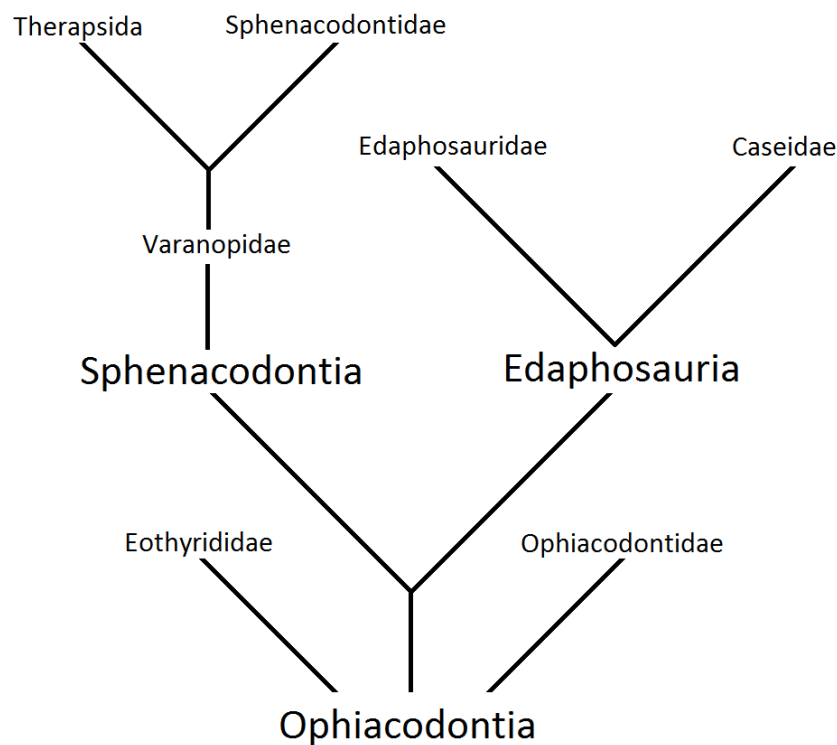 Therapsida
Sphenacodontidae
Edaphosauridae
Caseidae
Varanopidae
Sphenacodontia
Edaphosauria
Eothyrididae
Ophiacodontidae
Ophiacodontia